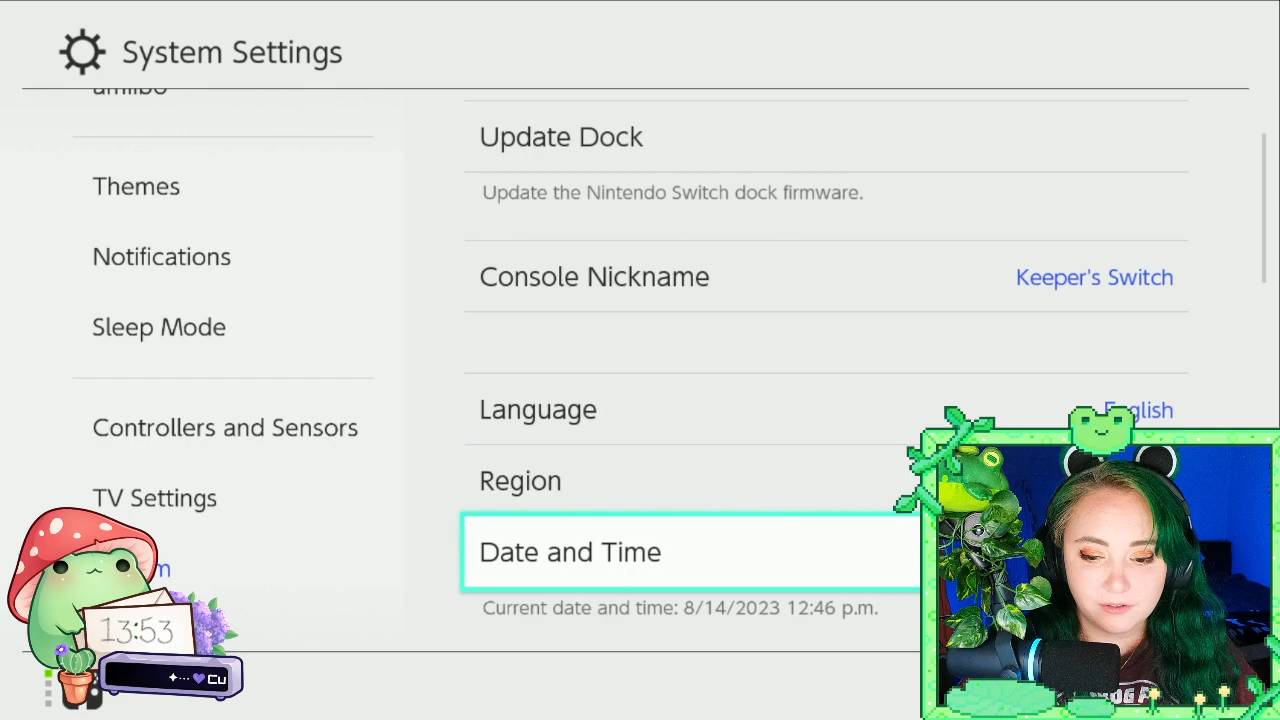 System Settings
amiibo
Themes
Notifications
Sleep Mode
Controllers and Sensors
TV Settings
Update Dock
Update the Nintendo Switch dock firmware.
Console Nickname
Keeper's Switch
Language
English
Region
Date and Time
Current date and time: 8/14/2023 12:46 p.m.
13:53